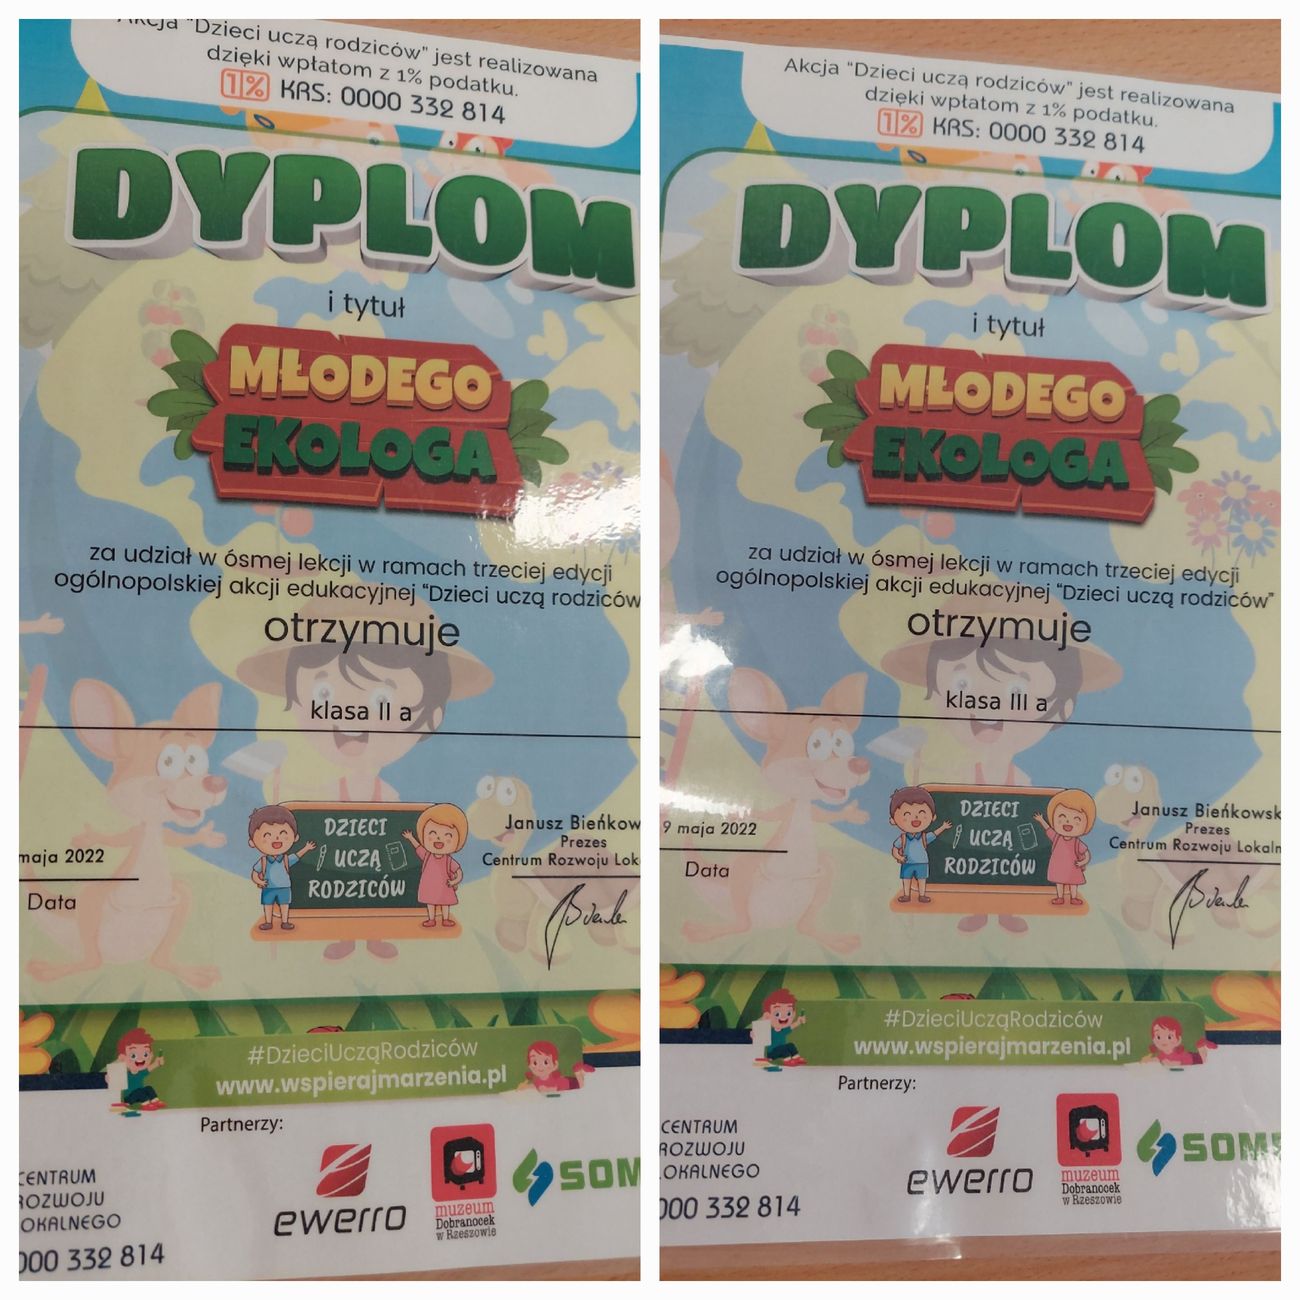 Akcja “Dzieci uczą rodziców” jest realizowana
dzięki wpłatom z 1% podatku.
1% KRS: 0000 332 814
DYPLOM
i tytuł
MŁODEGO
EKOLOGA
za udział w ósmej lekcji w ramach trzeciej edycji
ogólnopolskiej akcji edukacyjnej “Dzieci uczą rodziców
otrzymuje
klasa II a
DZIECI
UCZĄ
RODZICÓW
maja 2022
Data
Janusz Bieńkow
Prezes
Centrum Rozwoju Lok
#DzieciUcząRodziców
www.wspierajmarzenia.pl
Partnerzy:
CENTRUM
ROZWOJU
LOKALNEGO
000 332 814
ewerro
muzeum
Dobranocek
w Rzeszowie
SOM
Akcja “Dzieci uczą rodziców” jest realizowana
dzięki wpłatom z 1% podatku.
1% KRS: 0000 332 814
DYPLOM
i tytuł
MŁODEGO
EKOLOGA
za udział w ósmej lekcji w ramach trzeciej edycji
ogólnopolskiej akcji edukacyjnej “Dzieci uczą rodziców”
otrzymuje
klasa III a
DZIECI
UCZĄ
RODZICÓW
9 maja 2022
Data
Janusz Bieńkowsk
Prezes
Centrum Rozwoju Lokaln
#DzieciUcząRodziców
www.wspierajmarzenia.pl
Partnerzy:
CENTRUM
ROZWOJU
LOKALNEGO
000 332 814
ewerro
muzeum
Dobranocek
w Rzeszowie
SOM